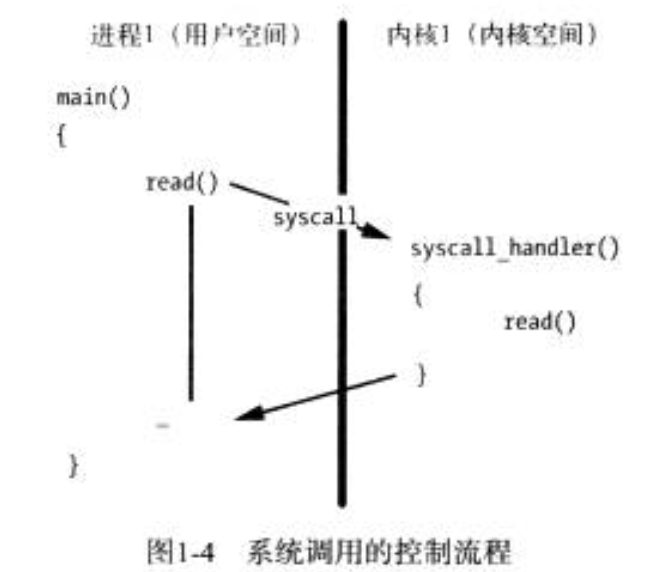 进程1（用户空间）
内核1（内核空间）
main()
{
read()
syscall
syscall_handler()
{
read()
}
_
}
图1-4 系统调用的控制流程